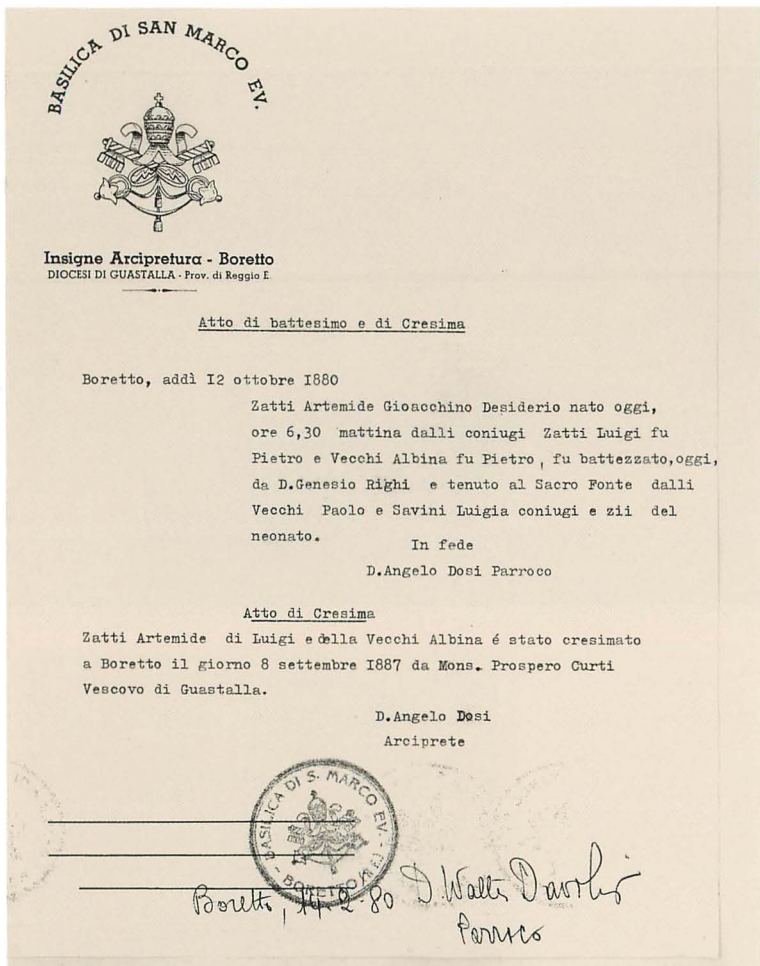 BASILICA DI SAN MARCO EV.
Insigne Arcipretura - Boretto
DIOCESI DI GUASTALLA - Prov. di Reggio E.
Atto di battesimo e di Cresima
Boretto, addì I2 ottobre I880
Zatti Artemide Gioacchino Desiderio nato oggi,
ore 6,30 mattina dalli coniugi Zatti Luigi fu
Pietro e Vecchi Albina fu Pietro, fu battezzato,oggi,
da D.Genesio Righi e tenuto al Sacro Fonte dalli
Vecchi Paolo e Savini Luigia coniugi e zii del
neonato.
In fede
D.Angelo Dosi Parroco
Atto di Cresima
Zatti Artemide di Luigi e della Vecchi Albina é stato cresimato
a Boretto il giorno 8 settembre I887 da Mons. Prospero Curti
Vescovo di Guastalla.
D.Angelo Dosi
Arciprete
BASILICA DI S. MARCO EV. - BORETTO (R.E.) -
Boretto, 14-2-80 D. Walter Davoli
Parroco